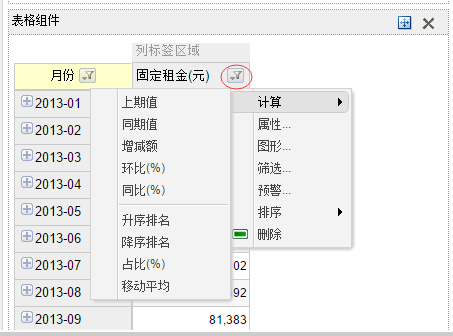 表格组件
列标签区域
月份
固定租金(元)
2013-01
2013-02
2013-03
2013-04
2013-05
2013-06
2013-07
02
2013-08
92
2013-09
81,383
计算
属性...
图形...
筛选...
预警...
排序
删除
上期值
同期值
增减额
环比(%)
同比(%)
升序排名
降序排名
占比(%)
移动平均